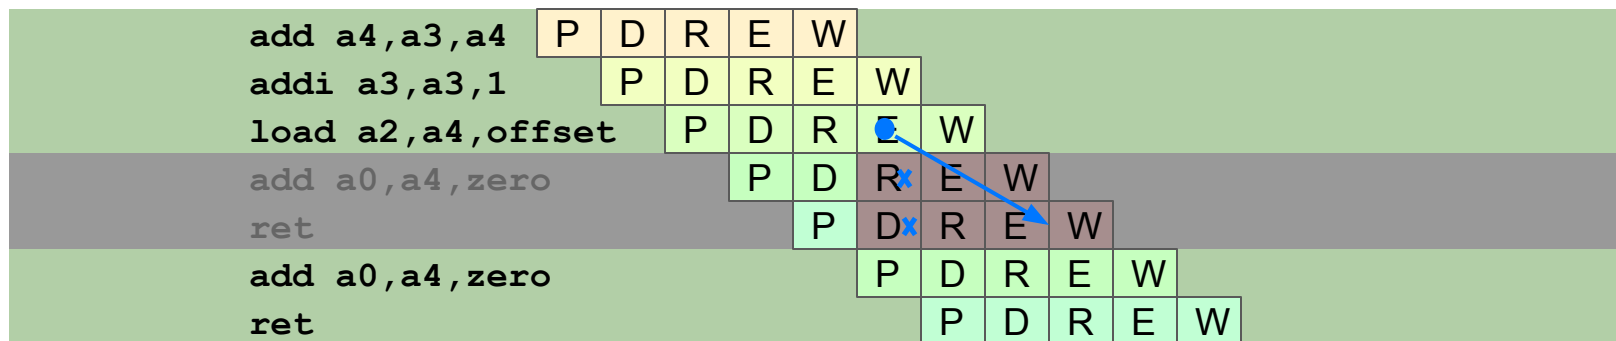 add a4,a3,a4 P D R E W
addi a3,a3,1 P D R E W
load a2,a4,offset P D R E W
add a0,a4,zero P D R E W
ret P D R E W
add a0,a4,zero P D R E W
ret P D R E W